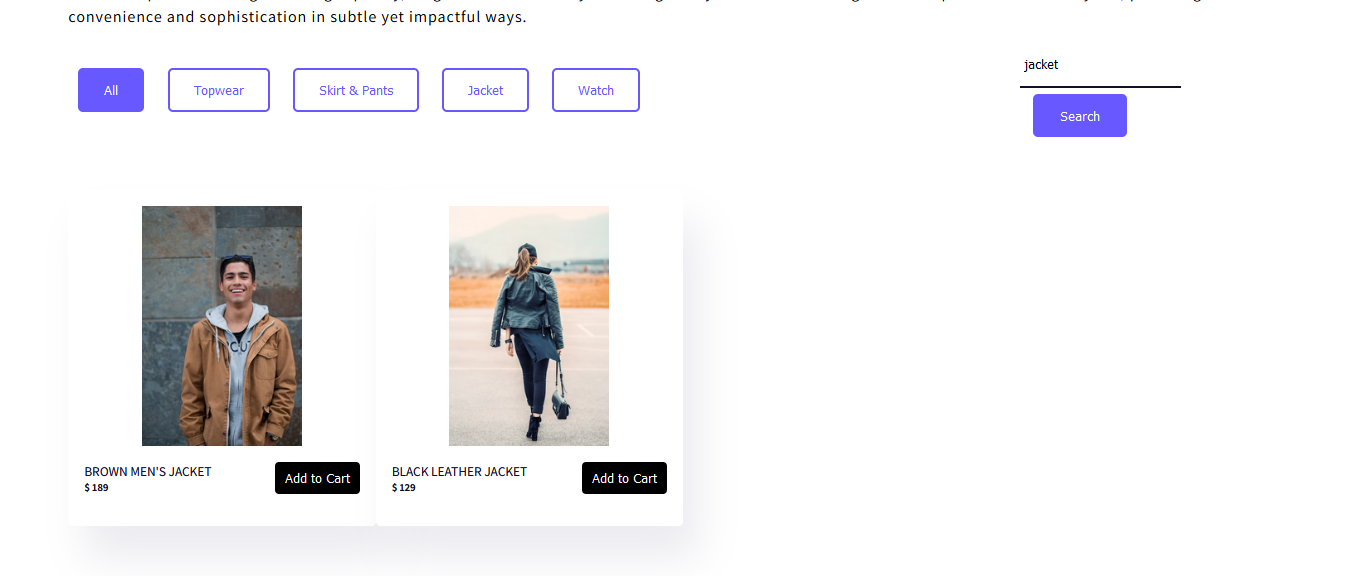 convenience and sophistication in subtle yet impactful ways.
All
Topwear
Skirt & Pants
Jacket
Watch
jacket
Search
BROWN MEN'S JACKET
$ 189
Add to Cart
BLACK LEATHER JACKET
$ 129
Add to Cart